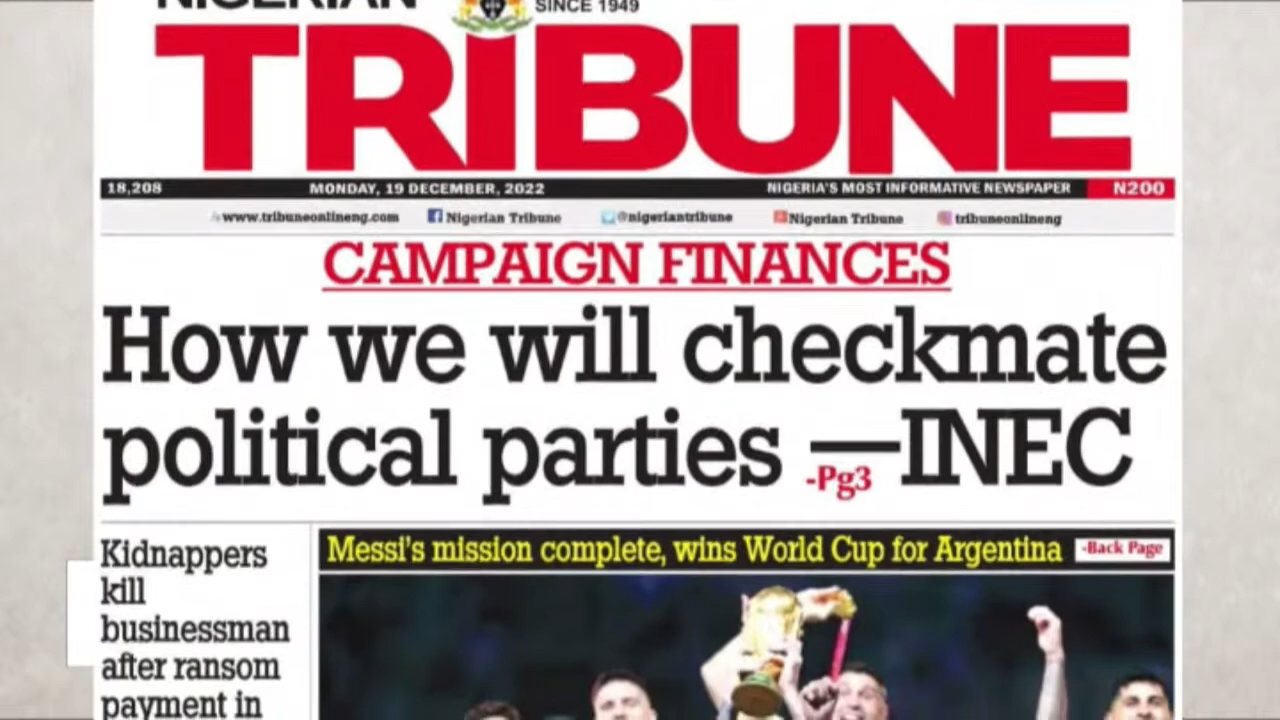 NIGERIAN
SINCE 1949
TRIBUNE
18,208 MONDAY, 19 DECEMBER, 2022 NIGERIA'S MOST INFORMATIVE NEWSPAPER N200
www.tribuneonlineng.com Nigerian Tribune @nigeriantribune Nigerian Tribune tribuneonlineng
CAMPAIGN FINANCES
How we will checkmate
political parties —INEC
-Pg3
Kidnappers
kill
businessman
after ransom
payment in
Messi's mission complete, wins World Cup for Argentina -Back Page